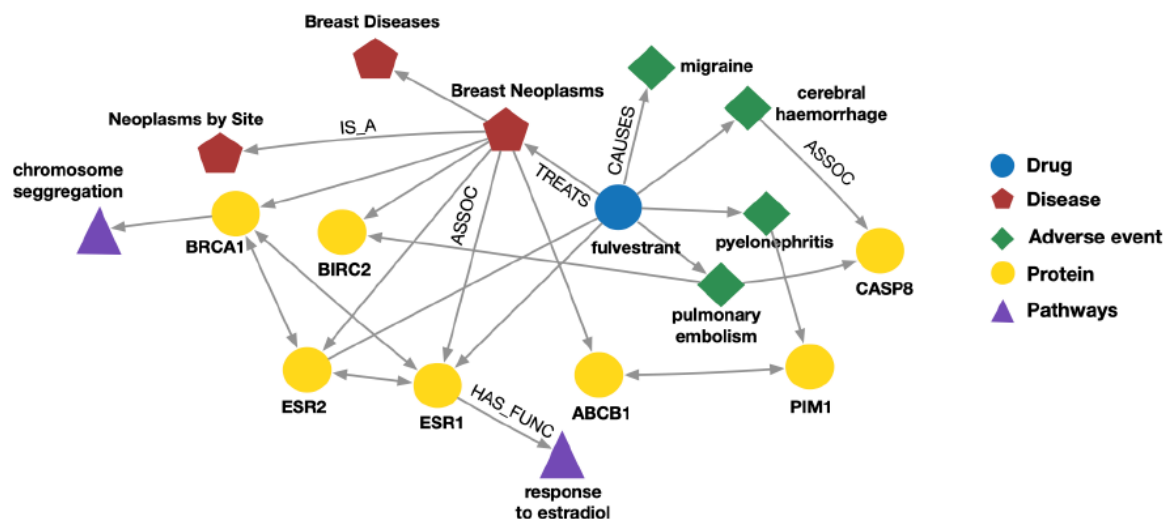 Breast Diseases
migraine
Breast Neoplasms
cerebral
haemorrhage
Neoplasms by Site
IS_A
CAUSES
ASSOC
chromosome
seggregation
TREATS
Drug
Disease
Adverse event
Protein
Pathways
ASSOC
BRCA1
BIRC2
fulvestrant
pyelonephritis
CASP8
pulmonary
embolism
ESR2
ESR1
HAS_FUNC
ABCB1
PIM1
response
to estradiol